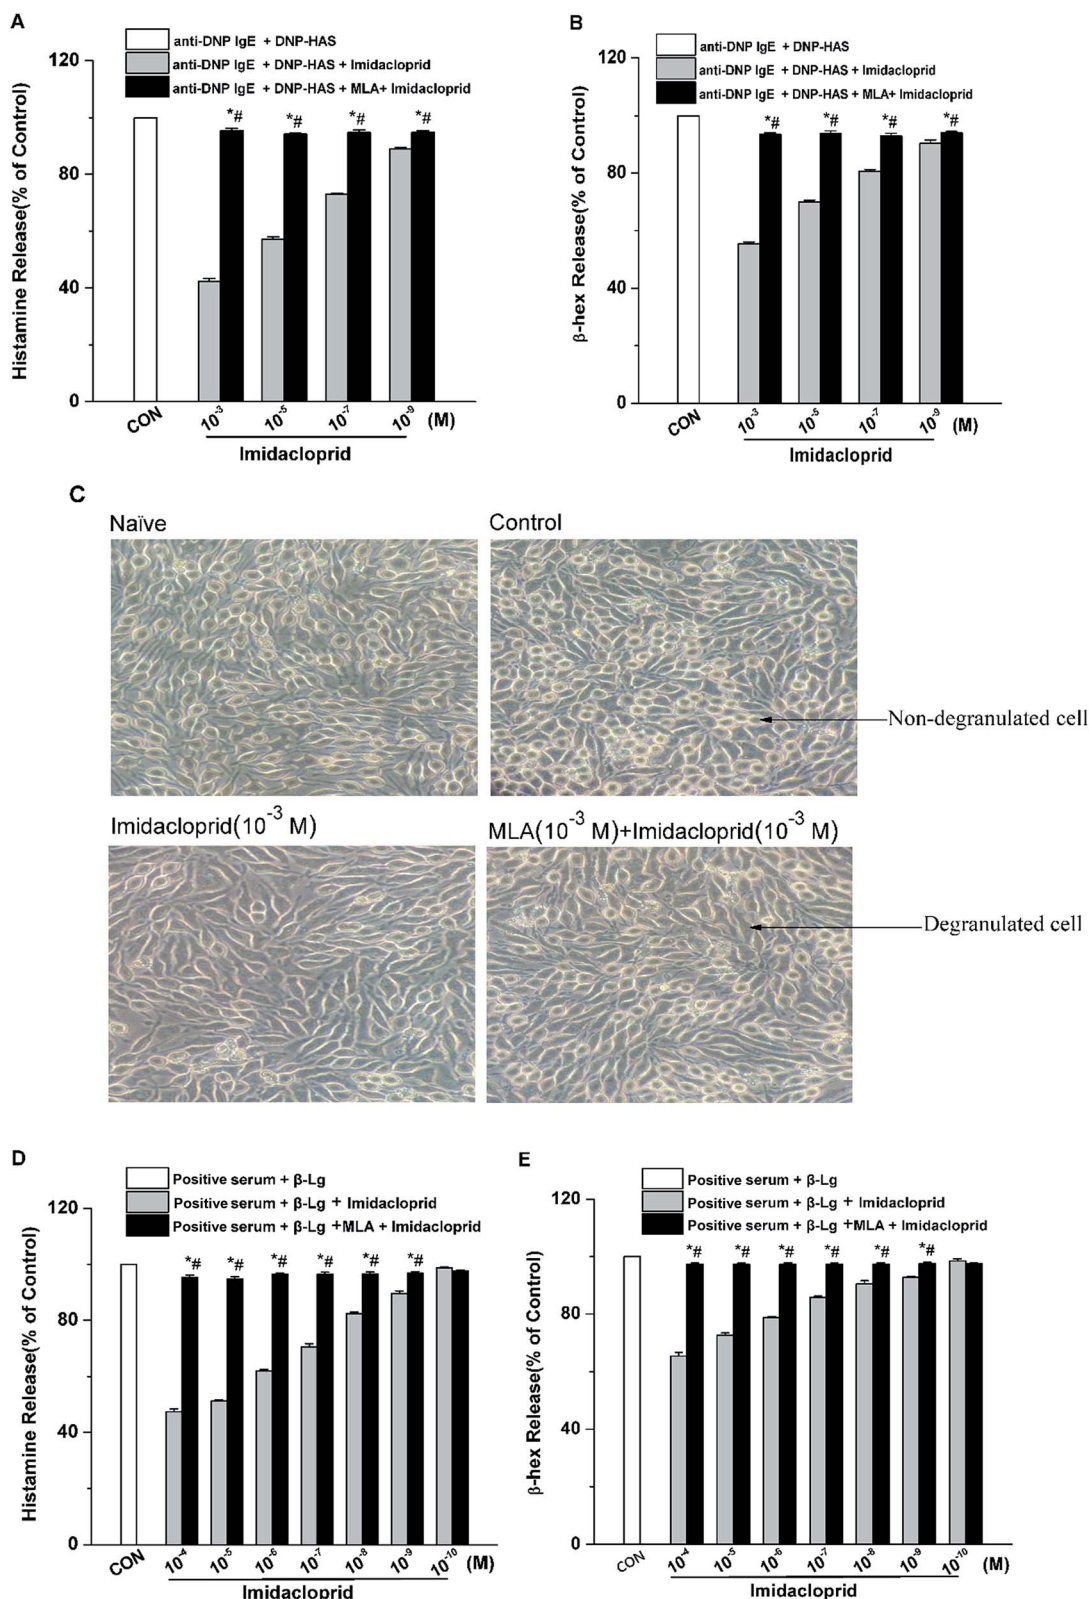 A
anti-DNP IgE + DNP-HAS
anti-DNP IgE + DNP-HAS + Imidacloprid
anti-DNP IgE + DNP-HAS + MLA+ Imidacloprid
Histamine Release(% of Control)
120
80
40
0
*# *# *# *#
CON 10⁻³ 10⁻⁵ 10⁻⁷ 10⁻⁹ (M)
Imidacloprid
B
anti-DNP IgE + DNP-HAS
anti-DNP IgE + DNP-HAS + Imidacloprid
anti-DNP IgE + DNP-HAS + MLA+ Imidacloprid
β-hex Release(% of Control)
120
80
40
0
*# *# *# *#
CON 10⁻³ 10⁻⁵ 10⁻⁷ 10⁻⁹ (M)
Imidacloprid
C
Naïve
Control
Non-degranulated cell
Imidacloprid(10⁻³ M)
MLA(10⁻³ M)+Imidacloprid(10⁻³ M)
Degranulated cell
D
Positive serum + β-Lg
Positive serum + β-Lg + Imidacloprid
Positive serum + β-Lg +MLA + Imidacloprid
Histamine Release(% of Control)
120
80
40
0
*# *# *# *# *# *#
CON 10⁻⁴ 10⁻⁵ 10⁻⁶ 10⁻⁷ 10⁻⁸ 10⁻⁹ 10⁻¹⁰ (M)
Imidacloprid
E
Positive serum + β-Lg
Positive serum + β-Lg + Imidacloprid
Positive serum + β-Lg +MLA + Imidacloprid
β-hex Release(% of Control)
120
80
40
0
*# *# *# *# *# *#
CON 10⁻⁴ 10⁻⁵ 10⁻⁶ 10⁻⁷ 10⁻⁸ 10⁻⁹ 10⁻¹⁰ (M)
Imidacloprid